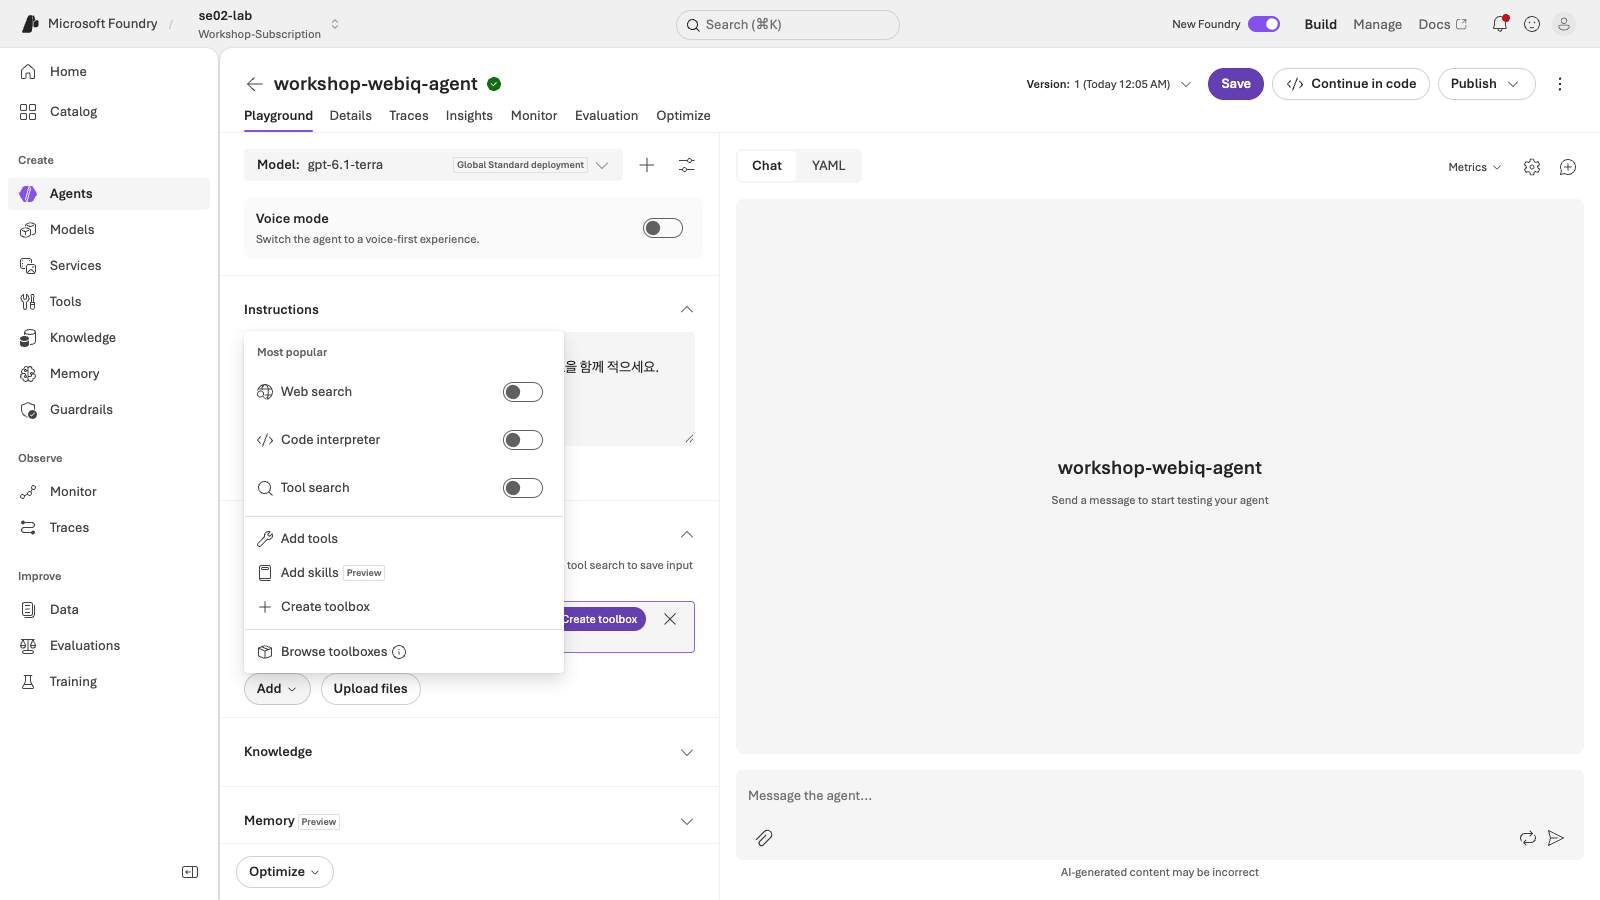 Microsoft Foundry /
se02-lab
Workshop-Subscription
Search (⌘K)
New Foundry
Build
Manage
Docs
Home
Catalog
Create
Agents
Models
Services
Tools
Knowledge
Memory
Guardrails
Observe
Monitor
Traces
Improve
Data
Evaluations
Training
workshop-webiq-agent
Version: 1 (Today 12:05 AM)
Save
Continue in code
Publish
Playground
Details
Traces
Insights
Monitor
Evaluation
Optimize
Model: gpt-6.1-terra
Global Standard deployment
Voice mode
Switch the agent to a voice-first experience.
Instructions
을 함께 적으세요.
Most popular
Web search
Code interpreter
Tool search
Add tools
Add skills Preview
Create toolbox
Browse toolboxes
tool search to save input
Create toolbox
Add
Upload files
Knowledge
Memory Preview
Optimize
Chat
YAML
Metrics
workshop-webiq-agent
Send a message to start testing your agent
Message the agent...
AI-generated content may be incorrect